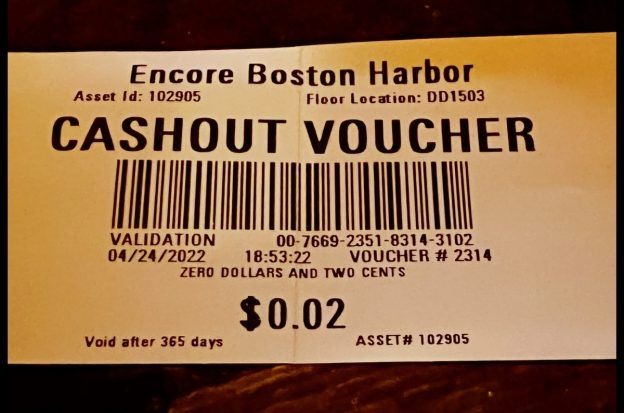 Encore Boston Harbor
Asset Id: 102905 Floor Location: DD1503
CASHOUT VOUCHER
VALIDATION 00-7669-2351-8314-3102
04/24/2022 18:53:22 VOUCHER # 2314
ZERO DOLLARS AND TWO CENTS
$0.02
Void after 365 days ASSET# 102905